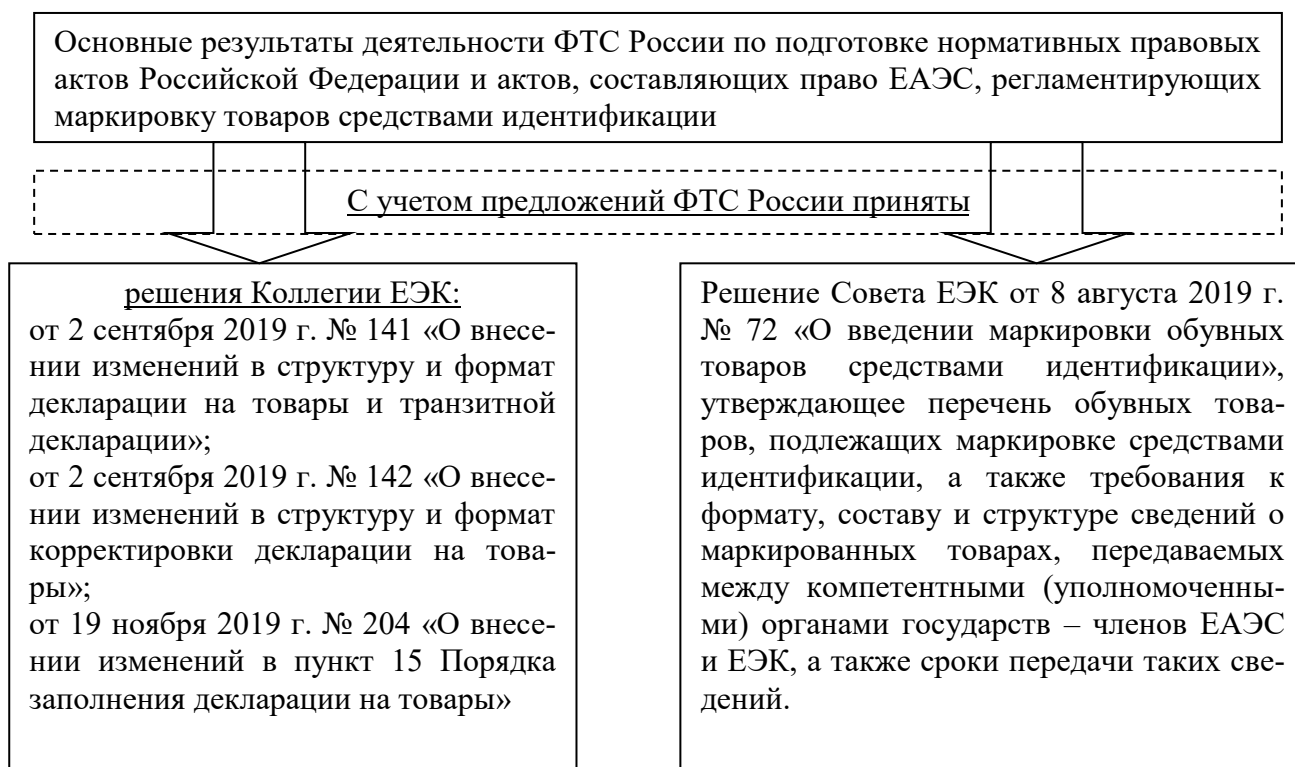 Основные результаты деятельности ФТС России по подготовке нормативных правовых
актов Российской Федерации и актов, составляющих право ЕАЭС, регламентирующих
маркировку товаров средствами идентификации
С учетом предложений ФТС России приняты
решения Коллегии ЕЭК:
от 2 сентября 2019 г. № 141 «О внесе-
нии изменений в структуру и формат
декларации на товары и транзитной
декларации»;
от 2 сентября 2019 г. № 142 «О внесе-
нии изменений в структуру и формат
корректировки декларации на това-
ры»;
от 19 ноября 2019 г. № 204 «О внесе-
нии изменений в пункт 15 Порядка
заполнения декларации на товары»
Решение Совета ЕЭК от 8 августа 2019 г.
№ 72 «О введении маркировки обувных
товаров средствами идентификации»,
утверждающее перечень обувных това-
ров, подлежащих маркировке средствами
идентификации, а также требования к
формату, составу и структуре сведений о
маркированных товарах, передаваемых
между компетентными (уполномоченны-
ми) органами государств – членов ЕАЭС
и ЕЭК, а также сроки передачи таких све-
дений.